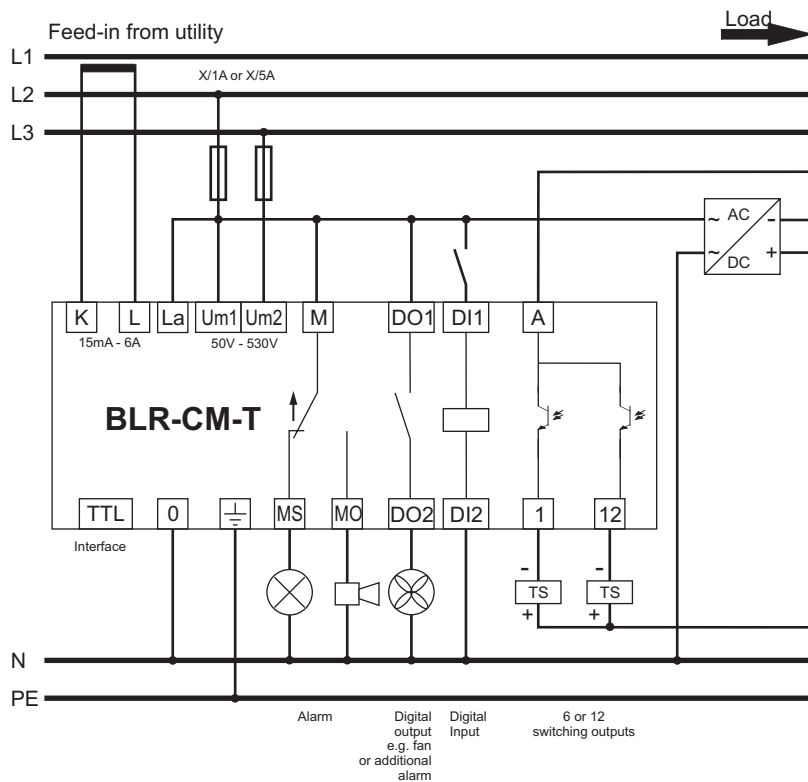 Feed-in from utility
Load
L1
X/1A or X/5A
L2
L3
~ AC -
~ DC +
K L La Um1 Um2 M DO1 DI1 A
15mA - 6A
50V - 530V
BLR-CM-T
TTL 0 MS MO DO2 DI2 1 12
Interface
- -
TS TS
+ +
N
PE
Alarm
Digital
output
e.g. fan
or additional
alarm
Digital
Input
6 or 12
switching outputs